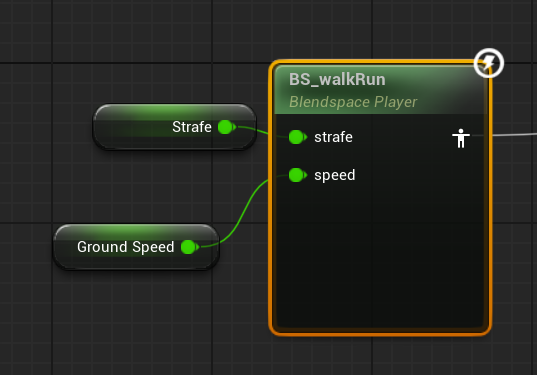 BS_walkRun
Blendspace Player
Strafe
strafe
speed
Ground Speed